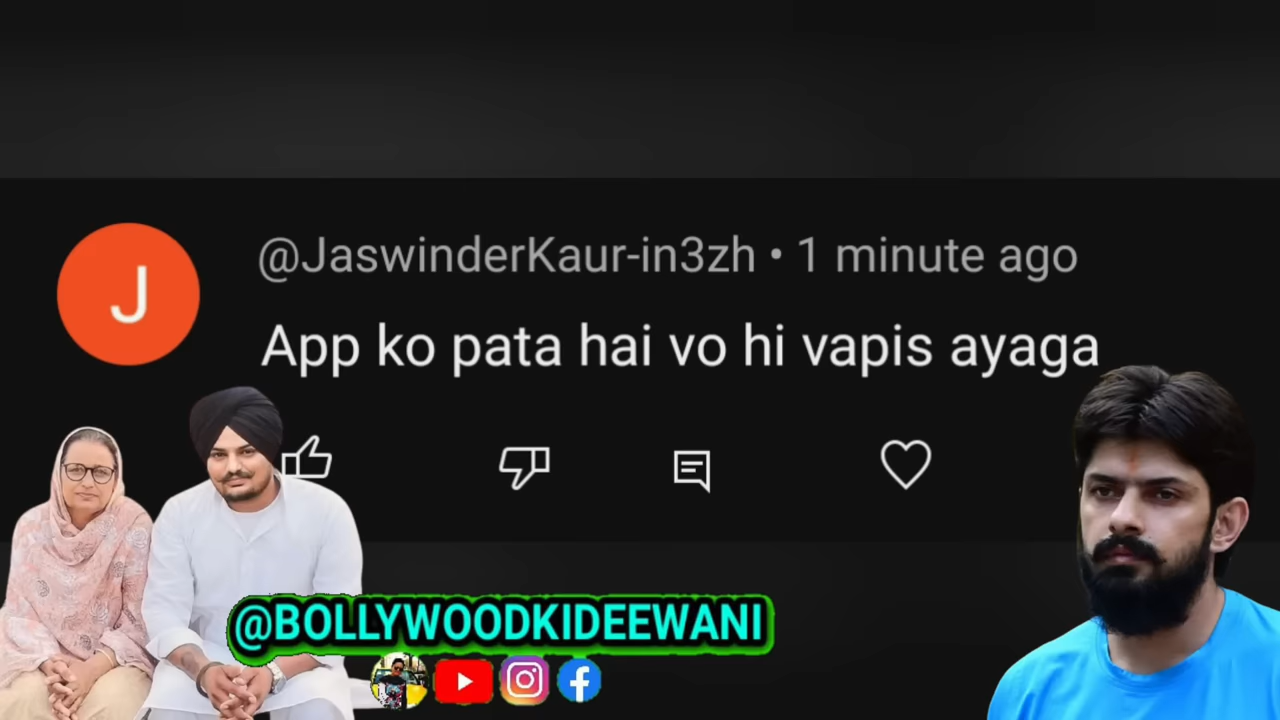 J
@JaswinderKaur-in3zh • 1 minute ago
App ko pata hai vo hi vapis ayaga
@BOLLYWOODKIDEEWANI